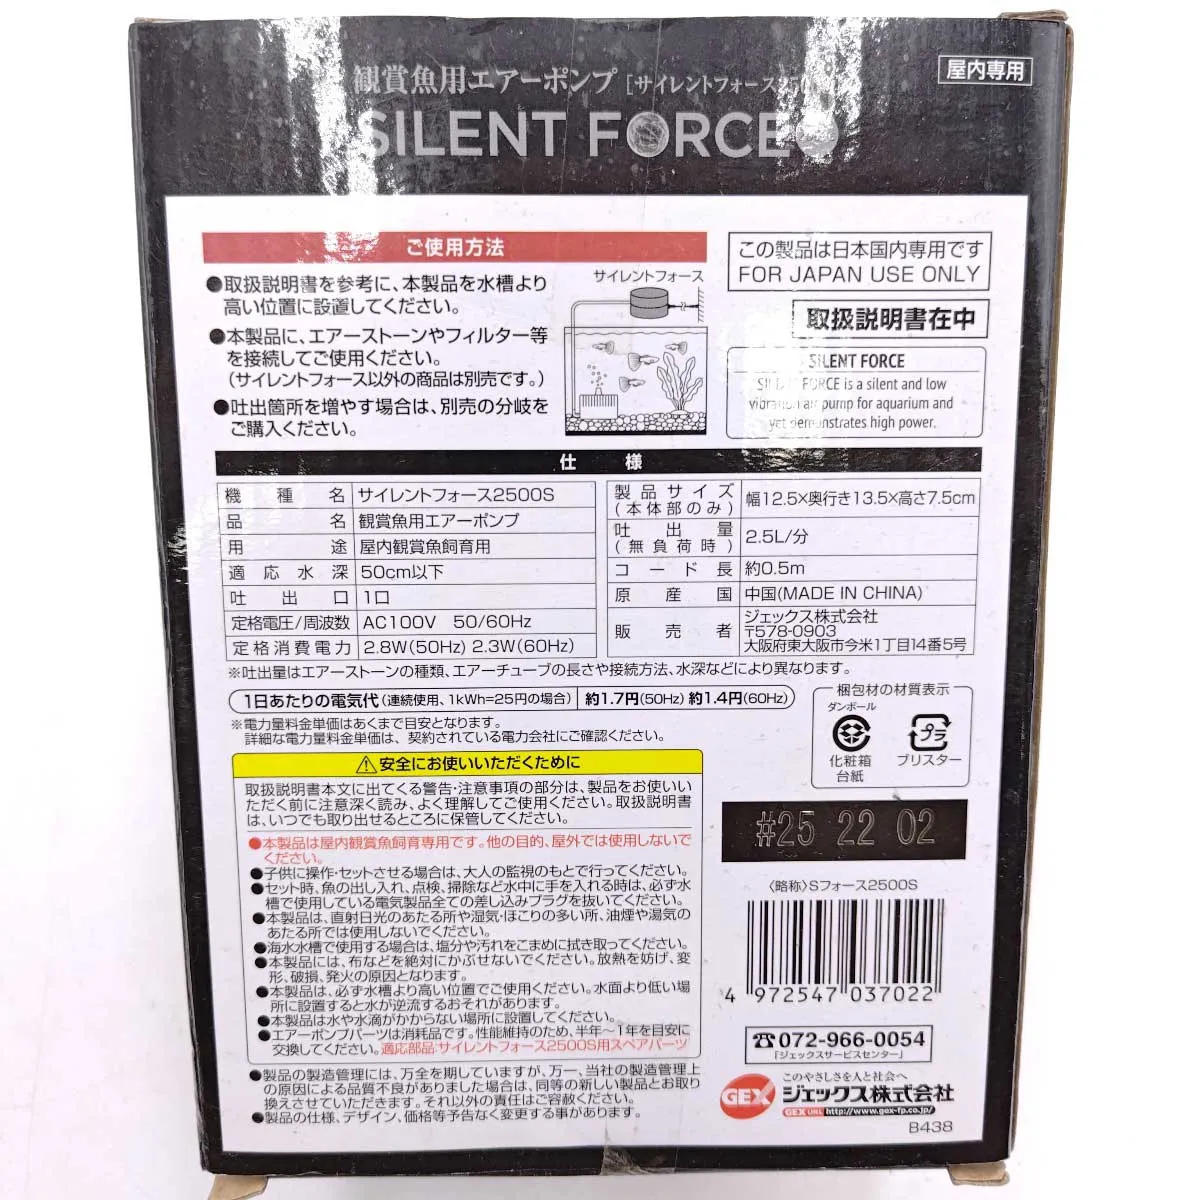 観賞魚用エアーポンプ [サイレントフォース250
屋内専用
SILENT FORCE
ご使用方法
●取扱説明書を参考に、本製品を水槽より
高い位置に設置してください。
●本製品に、エアーストーンやフィルター等
を接続してご使用ください。
(サイレントフォース以外の商品は別売です。)
●吐出箇所を増やす場合は、別売の分岐を
ご購入ください。
サイレントフォース
この製品は日本国内専用です
FOR JAPAN USE ONLY
取扱説明書在中
SILENT FORCE
FORCE is a silent and low
vibration air pump for aquarium and
yet demonstrates high power.
仕様
機種名 サイレントフォース2500S
品名 観賞魚用エアーポンプ
用途 屋内観賞魚飼育用
適応水深 50cm以下
吐出口 1口
定格電圧/周波数 AC100V 50/60Hz
定格消費電力 2.8W(50Hz) 2.3W(60Hz)
製品サイズ
(本体部のみ) 幅12.5×奥行き13.5×高さ7.5cm
吐出量
(無負荷時) 2.5L/分
コード長 約0.5m
原産国 中国(MADE IN CHINA)
販売者 ジェックス株式会社
〒578-0903
大阪府東大阪市今米1丁目14番5号
※吐出量はエアーストーンの種類、エアーチューブの長さや接続方法、水深などにより異なります。
1日あたりの電気代(連続使用、1kWh=25円の場合) 約1.7円(50Hz) 約1.4円(60Hz)
※電力量料金単価はあくまで目安となります。
詳細な電力量料金単価は、契約されている電力会社にご確認ください。
梱包材の材質表示
ダンボール
プラ
化粧箱
台紙
ブリスター
⚠安全にお使いいただくために
取扱説明書本文に出てくる警告・注意事項の部分は、製品をお使いい
ただく前に注意深く読み、よく理解してご使用ください。取扱説明書
は、いつでも取り出せるところに保管してください。
●本製品は屋内観賞魚飼育専用です。他の目的、屋外では使用しないで
ください。
●子供に操作・セットさせる場合は、大人の監視のもとで行ってください。
●セット時、魚の出し入れ、点検、掃除など水中に手を入れる時は、必ず水
槽で使用している電気製品全ての差し込みプラグを抜いてください。
●本製品は、直射日光のあたる所や湿気・ほこりの多い所、油煙や湯気の
あたる所では使用しないでください。
●海水水槽で使用する場合は、塩分や汚れをこまめに拭き取ってください。
●本製品には、布などを絶対にかぶせないでください。放熱を妨げ、変
形、破損、発火の原因となります。
●本製品は、必ず水槽より高い位置でご使用ください。水面より低い場
所に設置すると水が逆流するおそれがあります。
●本製品は水や水滴がかからない場所に設置してください。
●エアーポンプパーツは消耗品です。性能維持のため、半年〜1年を目安に
交換してください。適応部品:サイレントフォース2500S用スペアパーツ
●製品の製造管理には、万全を期していますが、万一、当社の製造管理上
の原因による品質不良がありました場合は、同等の新しい製品とお取り
換えさせていただきます。それ以外の責任はご容赦ください。
●製品の仕様、デザイン、価格等予告なく変更する事があります。
#25 22 02
〈略称〉Sフォース2500S
4 972547 037022
☎072-966-0054
「ジェックスサービスセンター」
このやさしさを人と社会へ
GEX ジェックス株式会社
GEX URL http://www.gex-fp.co.jp/
B438